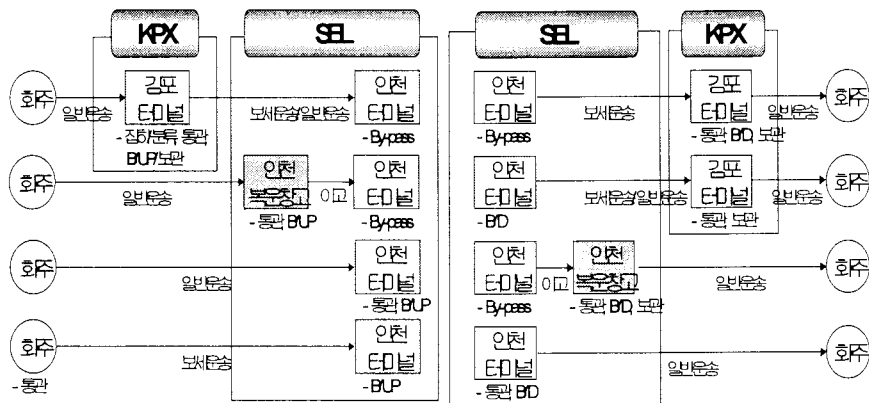 KPX SEL SEL KPX
화주 일반운송 김포 터미널 보세운송/일반운송 인천 터미널 인천 터미널 보세운송 김포 터미널 일반운송 화주
- 집하/분류, 통관, B/UP/보관 - By-pass - By-pass - 통관, B/D, 보관
화주 일반운송 인천 복운창고 이고 인천 터미널 인천 터미널 보세운송/일반운송 김포 터미널 일반운송 화주
- 통관, B/UP - By-pass - B/D - 통관, 보관
화주 일반운송 인천 터미널 인천 터미널 이고 인천 복운창고 일반운송 화주
- 통관, B/UP - By-pass - 통관, B/D, 보관
화주 보세운송 인천 터미널 인천 터미널 일반운송 화주
- 통관 - B/UP - 통관, B/D